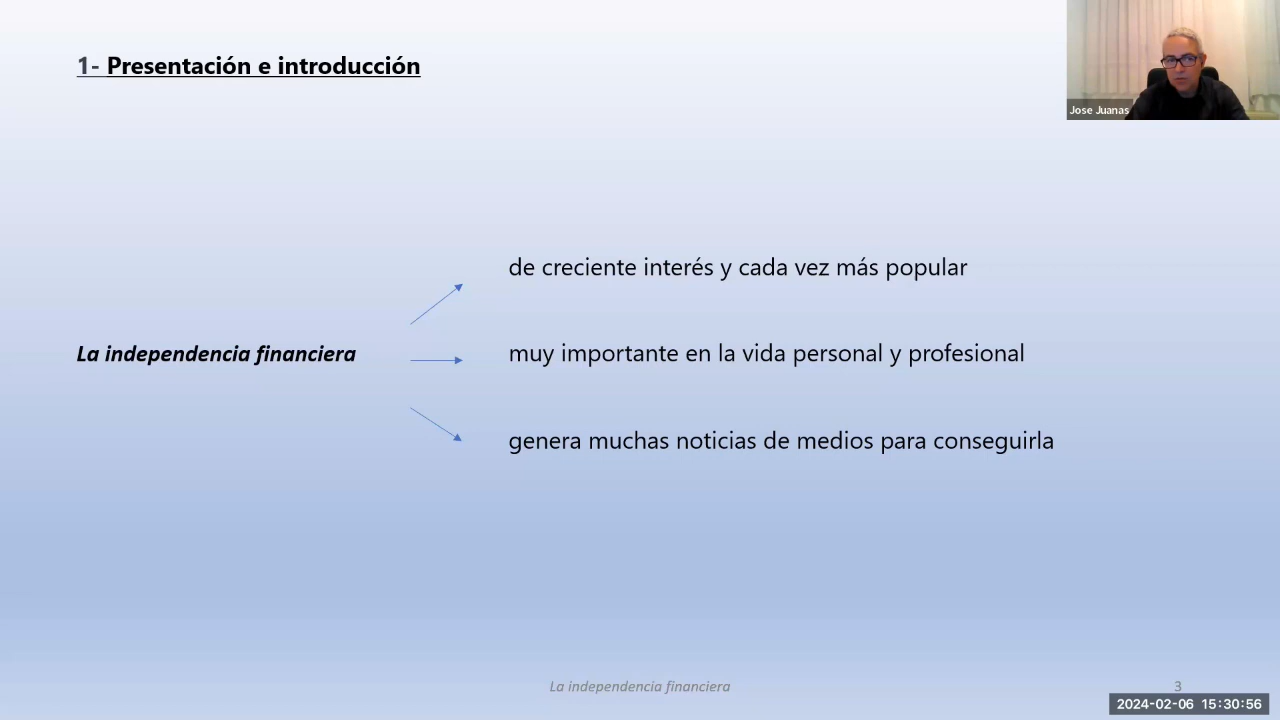 1- Presentación e introducción
Jose Juanas
de creciente interés y cada vez más popular
La independencia financiera
muy importante en la vida personal y profesional
genera muchas noticias de medios para conseguirla
La independencia financiera
3
2024-02-06 15:30:56